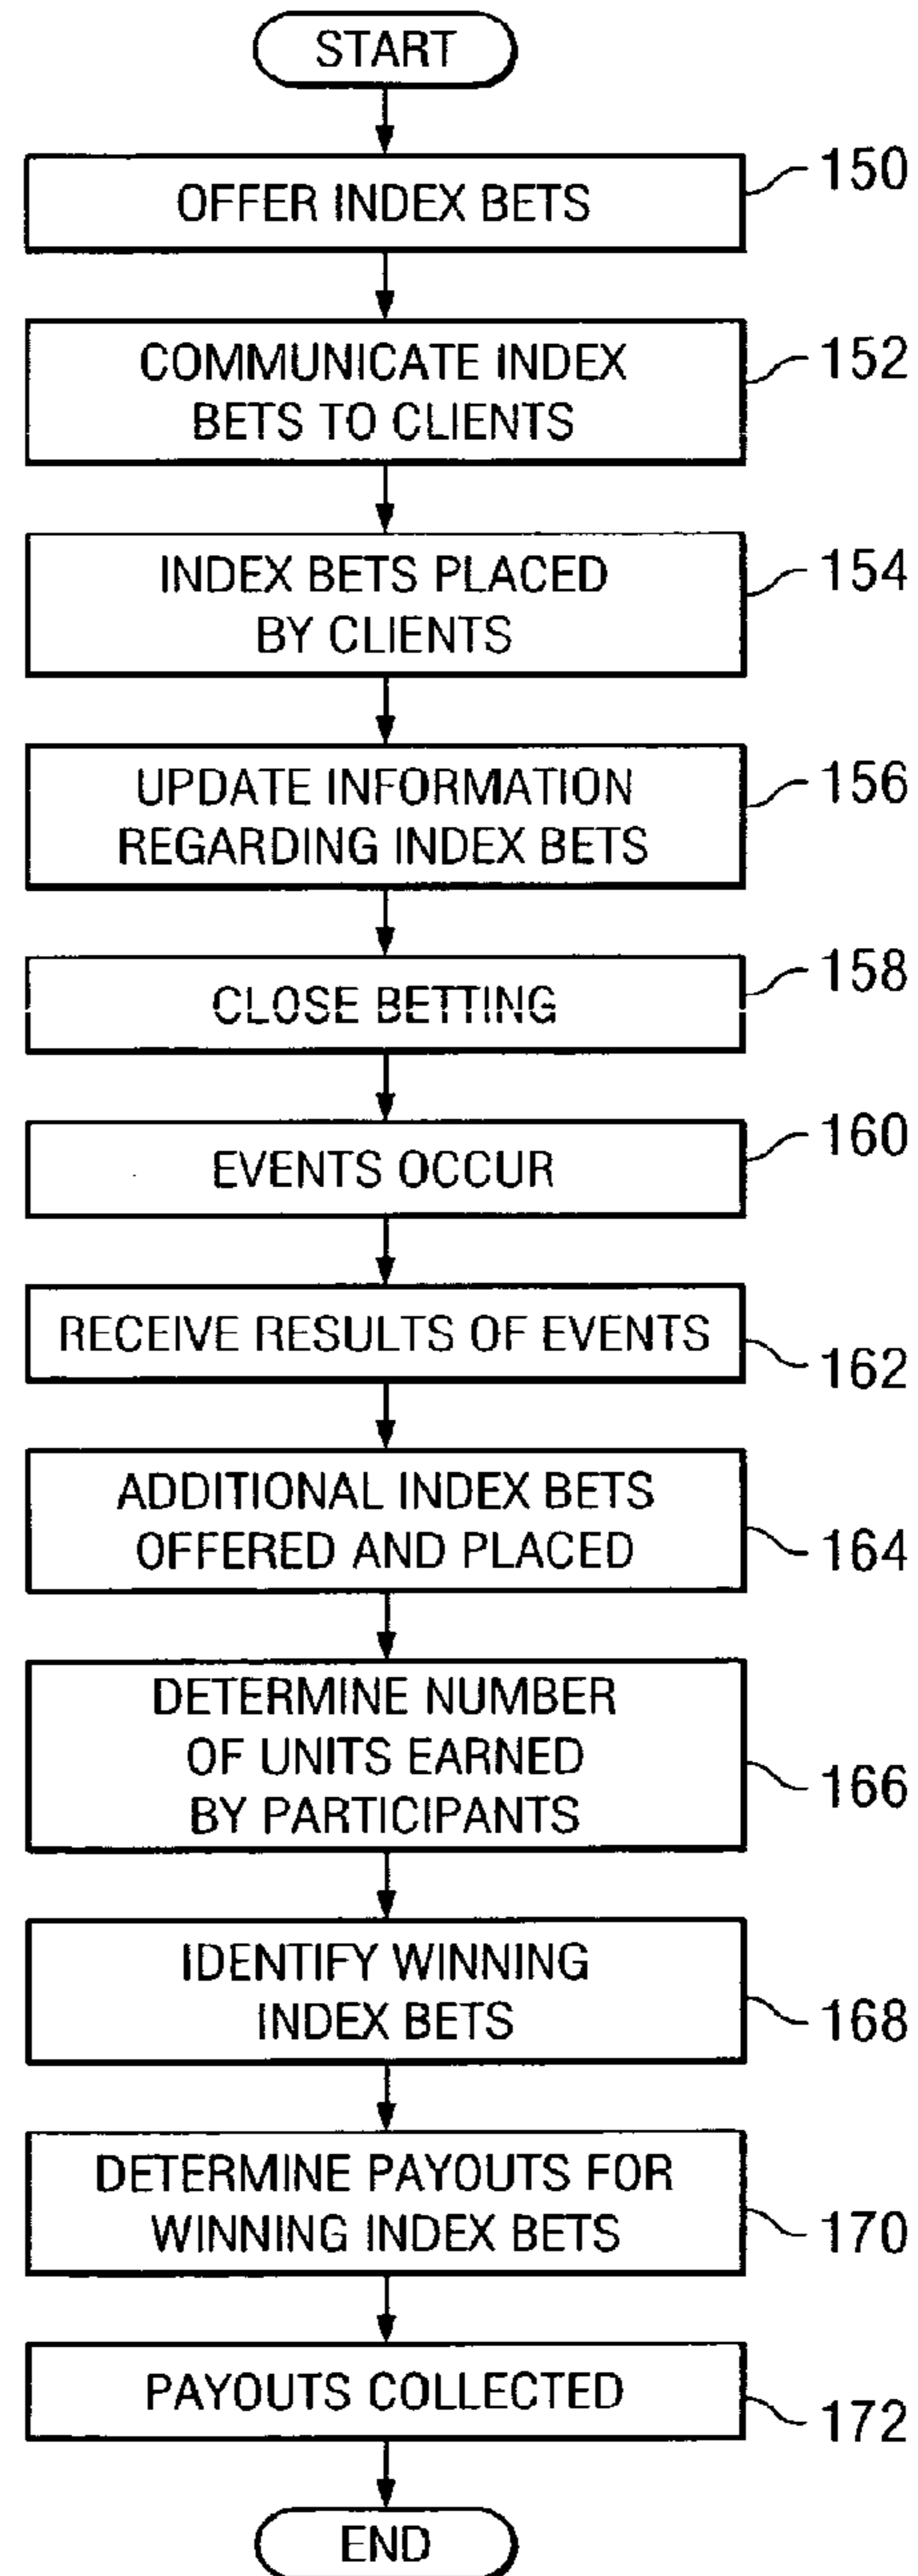 START
OFFER INDEX BETS
150
COMMUNICATE INDEX
BETS TO CLIENTS
152
INDEX BETS PLACED
BY CLIENTS
154
UPDATE INFORMATION
REGARDING INDEX BETS
156
CLOSE BETTING
158
EVENTS OCCUR
160
RECEIVE RESULTS OF EVENTS
162
ADDITIONAL INDEX BETS
OFFERED AND PLACED
164
DETERMINE NUMBER
OF UNITS EARNED
BY PARTICIPANTS
166
IDENTIFY WINNING
INDEX BETS
168
DETERMINE PAYOUTS FOR
WINNING INDEX BETS
170
PAYOUTS COLLECTED
172
END